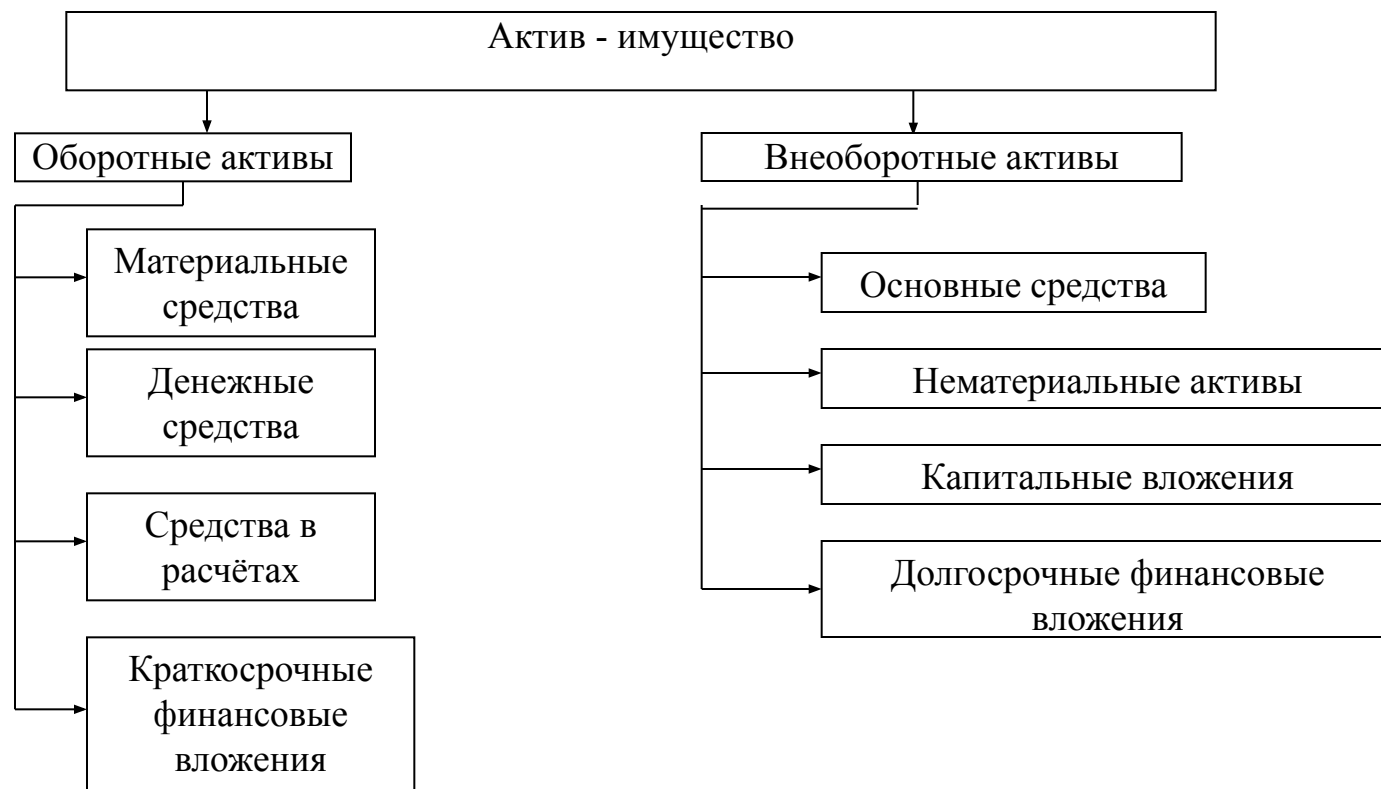 Актив - имущество
Оборотные активы
Внеоборотные активы
Материальные
средства
Денежные
средства
Средства в
расчётах
Краткосрочные
финансовые
вложения
Основные средства
Нематериальные активы
Капитальные вложения
Долгосрочные финансовые
вложения